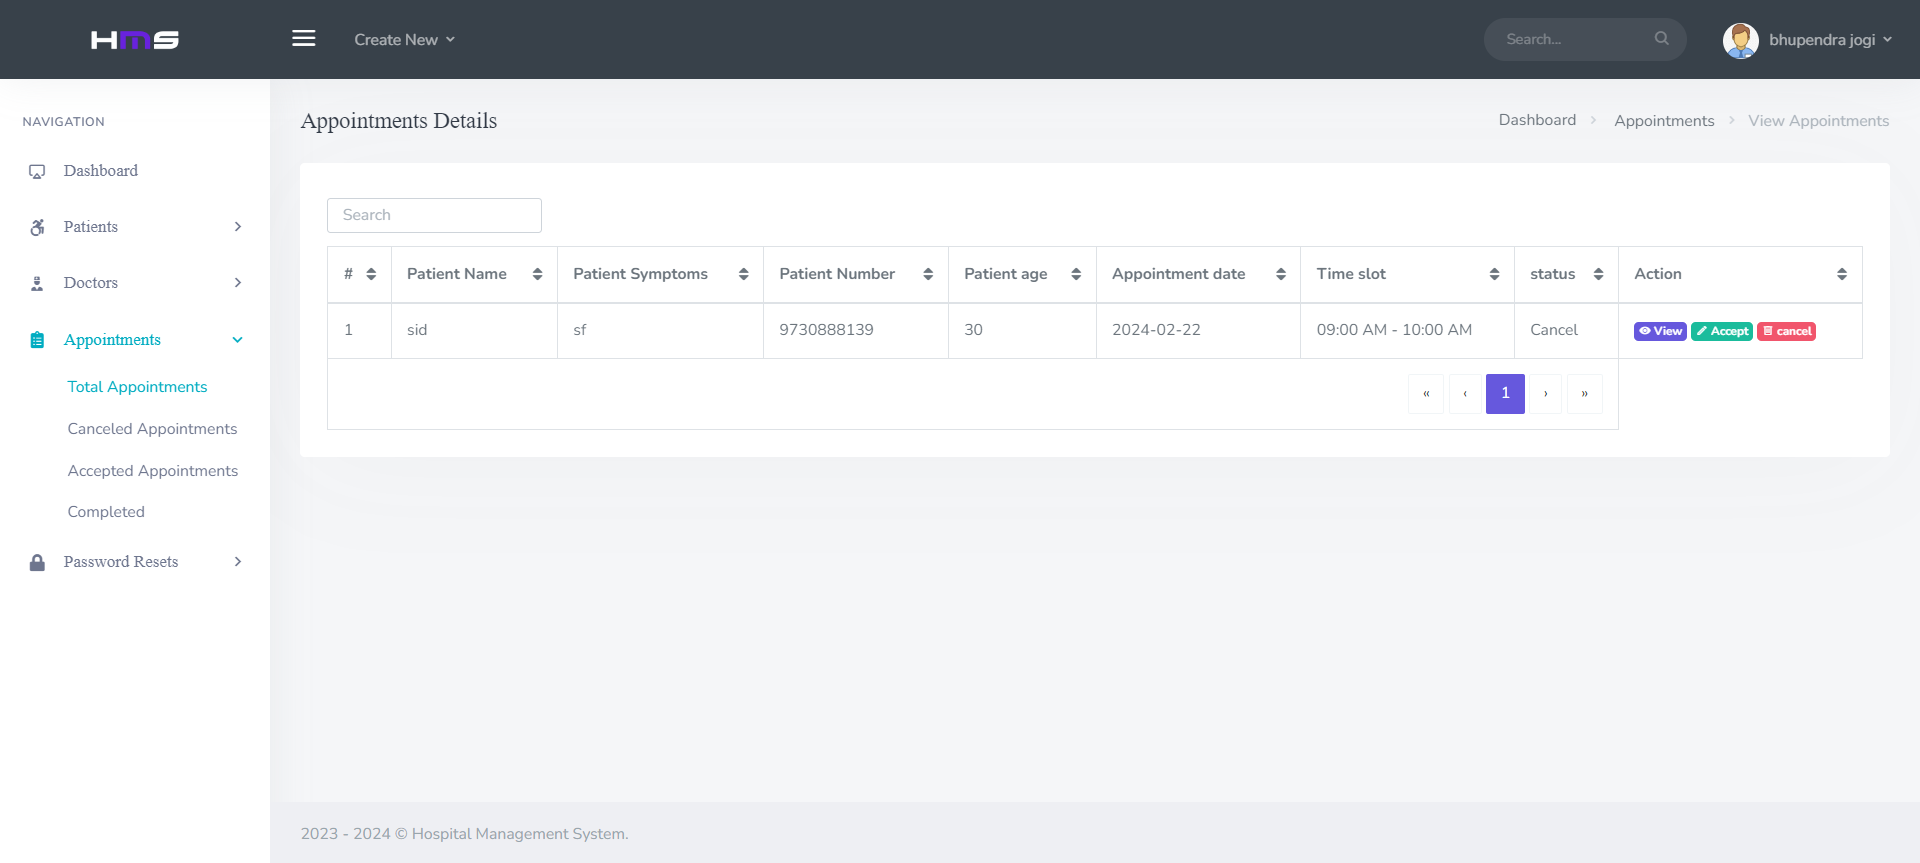 HMS
Create New
Search...
bhupendra jogi
NAVIGATION
Dashboard
Patients
Doctors
Appointments
Total Appointments
Canceled Appointments
Accepted Appointments
Completed
Password Resets
Appointments Details
Dashboard > Appointments > View Appointments
Search
# Patient Name Patient Symptoms Patient Number Patient age Appointment date Time slot status Action
1 sid sf 9730888139 30 2024-02-22 09:00 AM - 10:00 AM Cancel View Accept cancel
« ‹ 1 › »
2023 - 2024 © Hospital Management System.